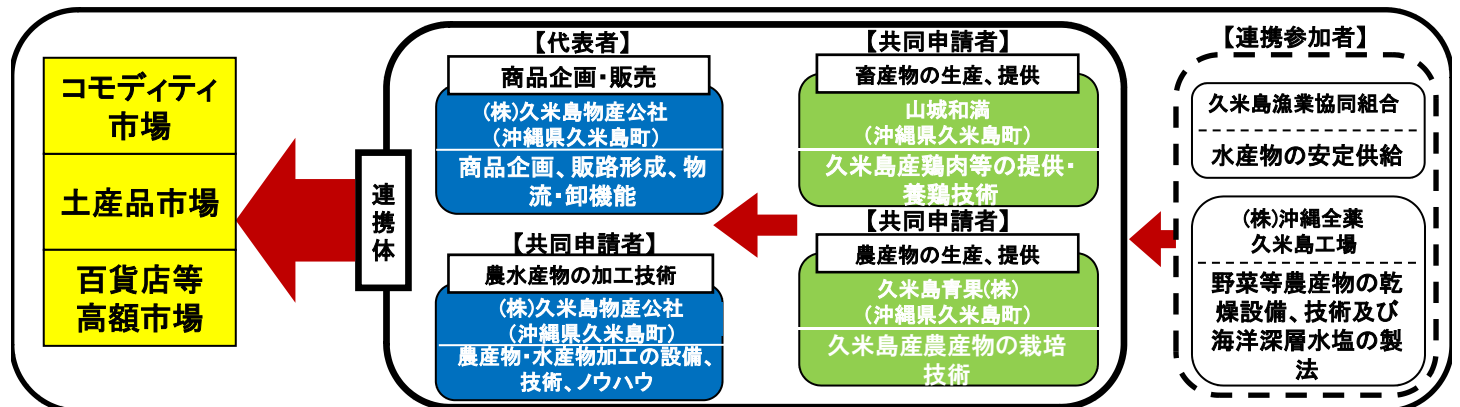 コモディティ
市場
土産品市場
百貨店等
高額市場
連
携
体
【代表者】
商品企画・販売
(株)久米島物産公社
(沖縄県久米島町)
商品企画、販路形成、物
流・卸機能
【共同申請者】
農水産物の加工技術
(株)久米島物産公社
(沖縄県久米島町)
農産物・水産物加工の設備、
技術、ノウハウ
【共同申請者】
畜産物の生産、提供
山城和満
(沖縄県久米島町)
久米島産鶏肉等の提供・
養鶏技術
【共同申請者】
農産物の生産、提供
久米島青果(株)
(沖縄県久米島町)
久米島産農産物の栽培
技術
【連携参加者】
久米島漁業協同組合
水産物の安定供給
(株)沖縄全薬
久米島工場
野菜等農産物の乾
燥設備、技術及び
海洋深層水塩の製
法